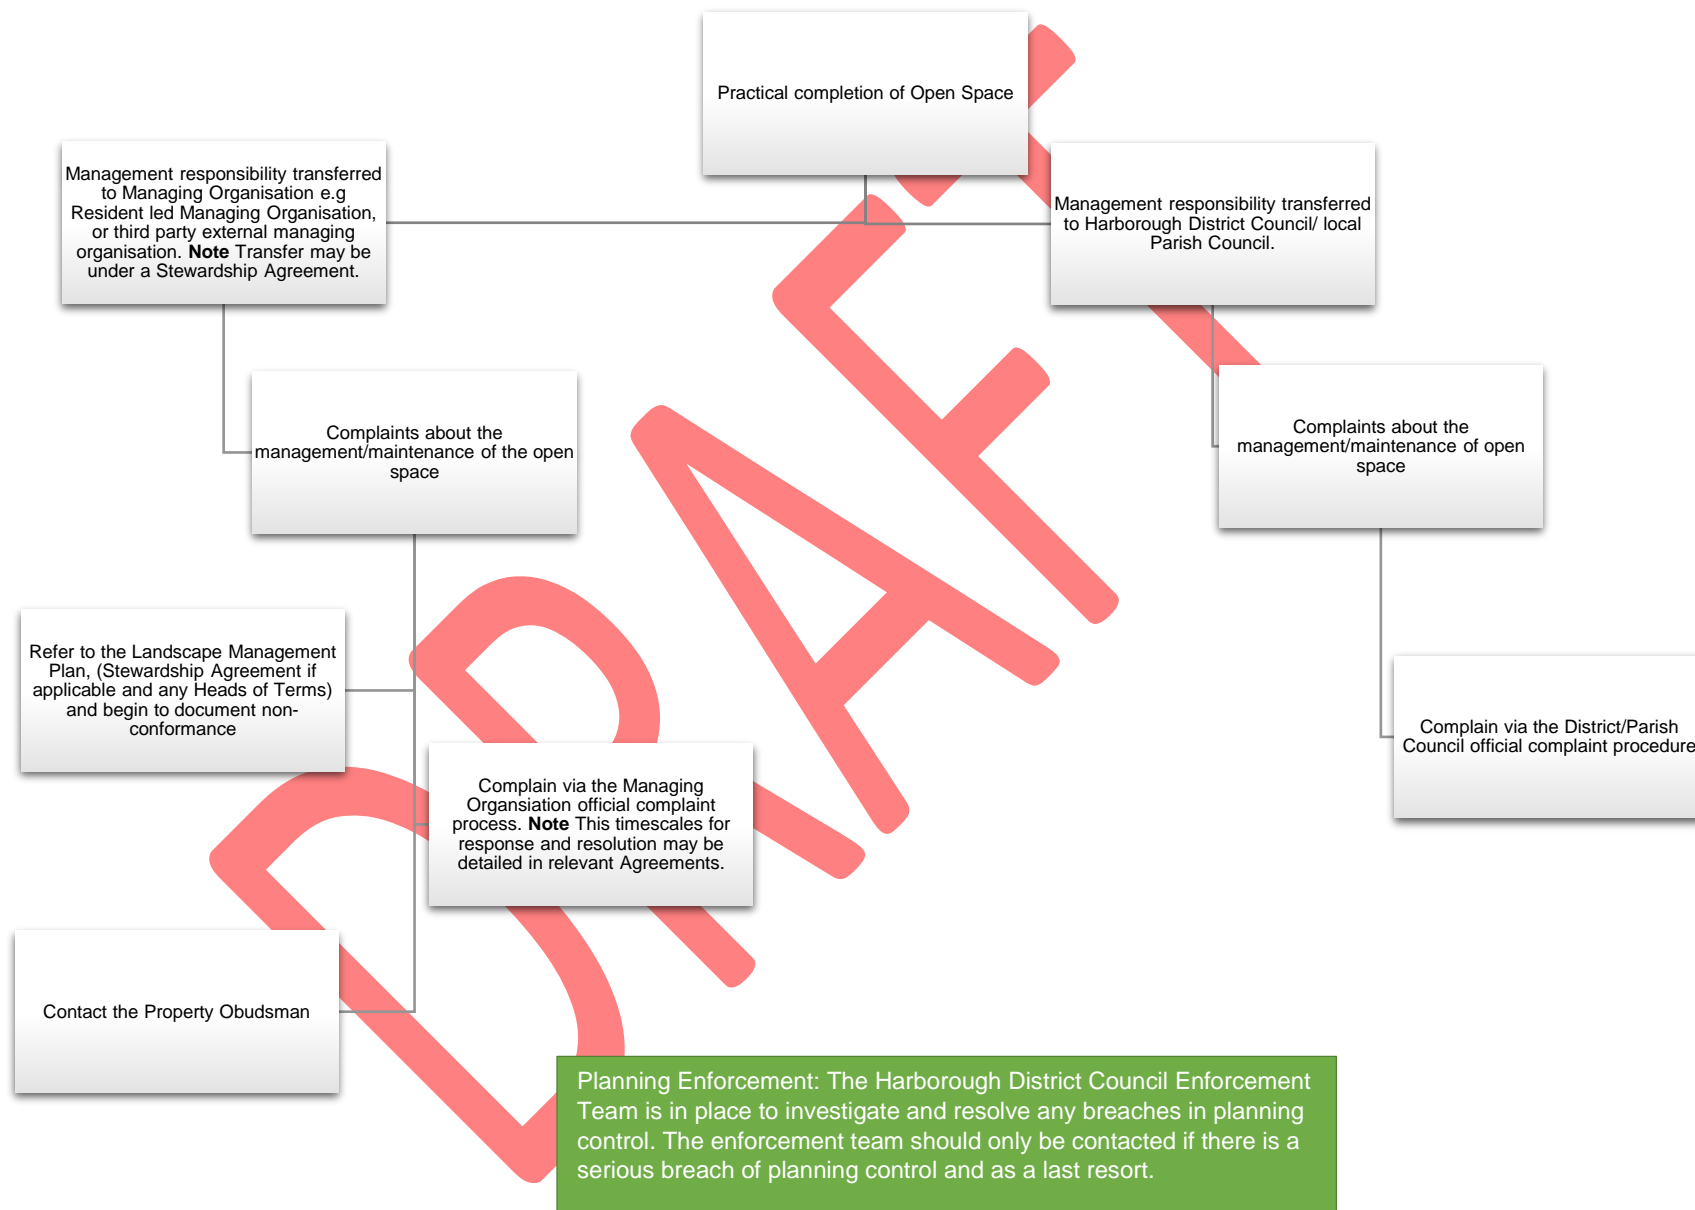 Practical completion of Open Space
Management responsibility transferred
to Managing Organisation e.g
Resident led Managing Organisation,
or third party external managing
organisation. Note Transfer may be
under a Stewardship Agreement.
Management responsibility transferred
to Harborough District Council/ local
Parish Council.
Complaints about the
management/maintenance of the open
space
Complaints about the
management/maintenance of open
space
Refer to the Landscape Management
Plan, (Stewardship Agreement if
applicable and any Heads of Terms)
and begin to document non-
conformance
Complain via the District/Parish
Council official complaint procedure
Complain via the Managing
Organsiation official complaint
process. Note This timescales for
response and resolution may be
detailed in relevant Agreements.
Contact the Property Obudsman
Planning Enforcement: The Harborough District Council Enforcement
Team is in place to investigate and resolve any breaches in planning
control. The enforcement team should only be contacted if there is a
serious breach of planning control and as a last resort.
DRAFT